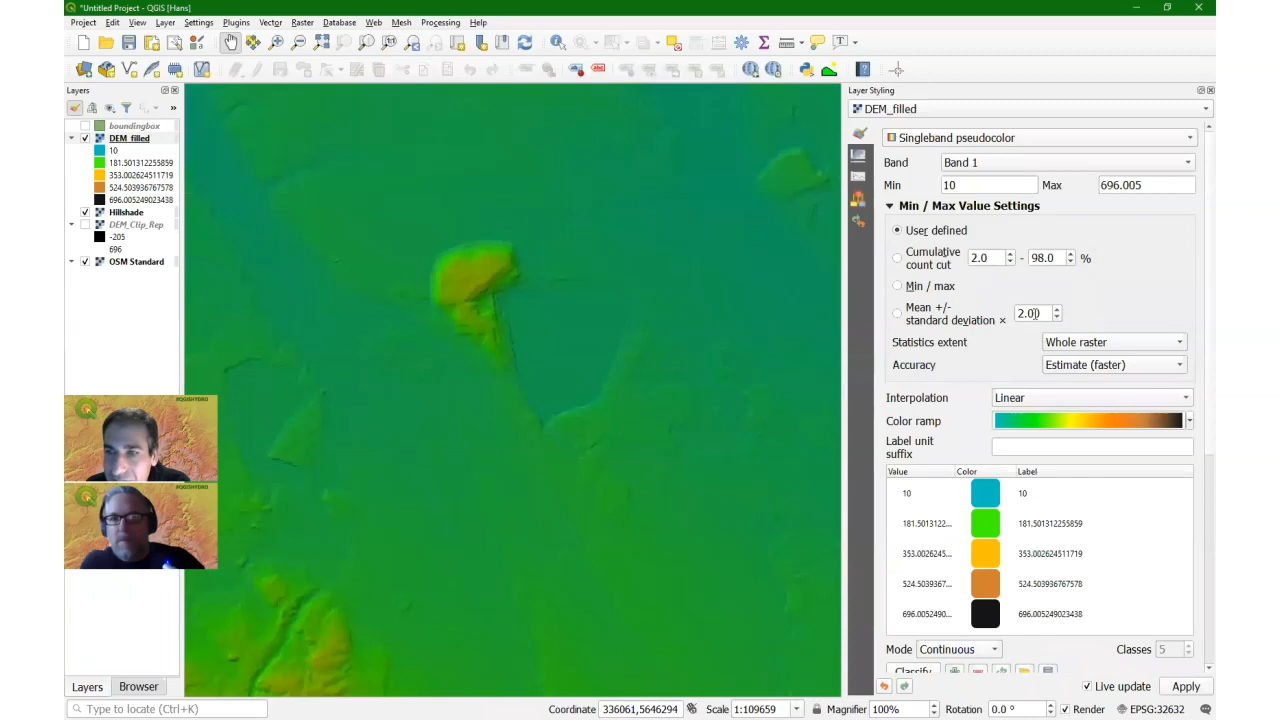 *Untitled Project - QGIS [Hans]
Project Edit View Layer Settings Plugins Vector Raster Database Web Mesh Processing Help
Layers
boundingbox
DEM_filled
10
181.501312255859
353.002624511719
524.503936767578
696.005249023438
Hillshade
DEM_Clip_Rep
-205
696
OSM Standard
#QGISHYDRO
#QGISHYDRO
Layers Browser
Layer Styling
DEM_filled
Singleband pseudocolor
Band Band 1
Min 10 Max 696.005
Min / Max Value Settings
User defined
Cumulative
count cut 2.0 - 98.0 %
Min / max
Mean +/-
standard deviation × 2.00
Statistics extent Whole raster
Accuracy Estimate (faster)
Interpolation Linear
Color ramp
Label unit
suffix
Value Color Label
10 10
181.5013122... 181.501312255859
353.0026245... 353.002624511719
524.5039367... 524.503936767578
696.0052490... 696.005249023438
Mode Continuous Classes 5
Classify
Live update Apply
Type to locate (Ctrl+K) Coordinate 336061,5646294 Scale 1:109659 Magnifier 100% Rotation 0.0 ° Render EPSG:32632